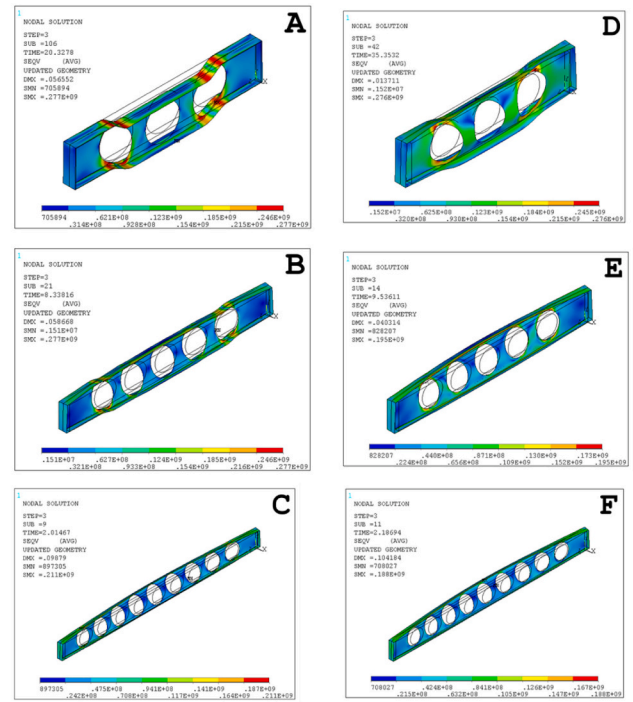 A
1
NODAL SOLUTION
STEP=3
SUB =106
TIME=20.3278
SEQV (AVG)
UPDATED GEOMETRY
DMX =.056552
SMN =705894
SMX =.277E+09
705894 .621E+08 .123E+09 .185E+09 .246E+09
.314E+08 .928E+08 .154E+09 .215E+09 .277E+09
D
1
NODAL SOLUTION
STEP=3
SUB =42
TIME=35.3532
SEQV (AVG)
UPDATED GEOMETRY
DMX =.013711
SMN =.152E+07
SMX =.276E+09
.152E+07 .625E+08 .123E+09 .184E+09 .245E+09
.320E+08 .930E+08 .154E+09 .215E+09 .276E+09
B
1
NODAL SOLUTION
STEP=3
SUB =21
TIME=8.33816
SEQV (AVG)
UPDATED GEOMETRY
DMX =.058668
SMN =.151E+07
SMX =.277E+09
.151E+07 .627E+08 .124E+09 .185E+09 .246E+09
.321E+08 .933E+08 .154E+09 .216E+09 .277E+09
E
1
NODAL SOLUTION
STEP=3
SUB =14
TIME=9.53611
SEQV (AVG)
UPDATED GEOMETRY
DMX =.040314
SMN =828207
SMX =.195E+09
828207 .440E+08 .871E+08 .130E+09 .173E+09
.224E+08 .656E+08 .109E+09 .152E+09 .195E+09
C
1
NODAL SOLUTION
STEP=3
SUB =9
TIME=2.01467
SEQV (AVG)
UPDATED GEOMETRY
DMX =.09879
SMN =897305
SMX =.211E+09
897305 .475E+08 .941E+08 .141E+09 .187E+09
.242E+08 .708E+08 .117E+09 .164E+09 .211E+09
F
1
NODAL SOLUTION
STEP=3
SUB =11
TIME=2.18694
SEQV (AVG)
UPDATED GEOMETRY
DMX =.104184
SMN =708027
SMX =.188E+09
708027 .424E+08 .841E+08 .126E+09 .167E+09
.215E+08 .632E+08 .105E+09 .147E+09 .188E+09